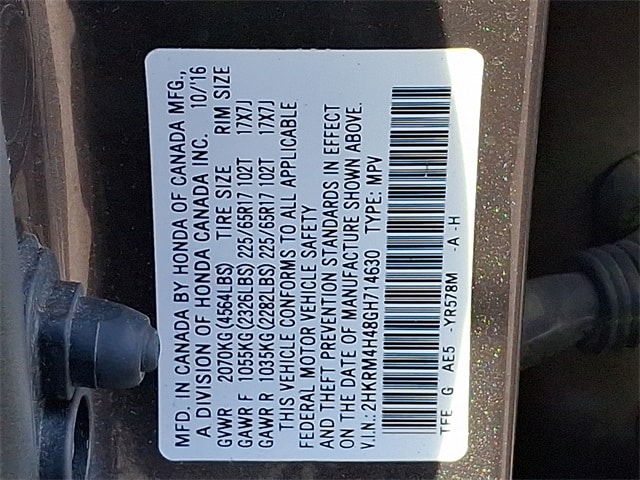 MFD. IN CANADA BY HONDA OF CANADA MFG.,
A DIVISION OF HONDA CANADA INC. 10/16
GVWR 2070KG(4564LBS) TIRE SIZE RIM SIZE
GAWR F 1055KG(2326LBS)225/65R17 102T 17X7J
GAWR R 1035KG(2282LBS)225/65R17 102T 17X7J
THIS VEHICLE CONFORMS TO ALL APPLICABLE
FEDERAL MOTOR VEHICLE SAFETY
AND THEFT PREVENTION STANDARDS IN EFFECT
ON THE DATE OF MANUFACTURE SHOWN ABOVE.
V.I.N.:2HKRM4H48GH714630 TYPE: MPV
TFE G AE5 -YR578M -A -H